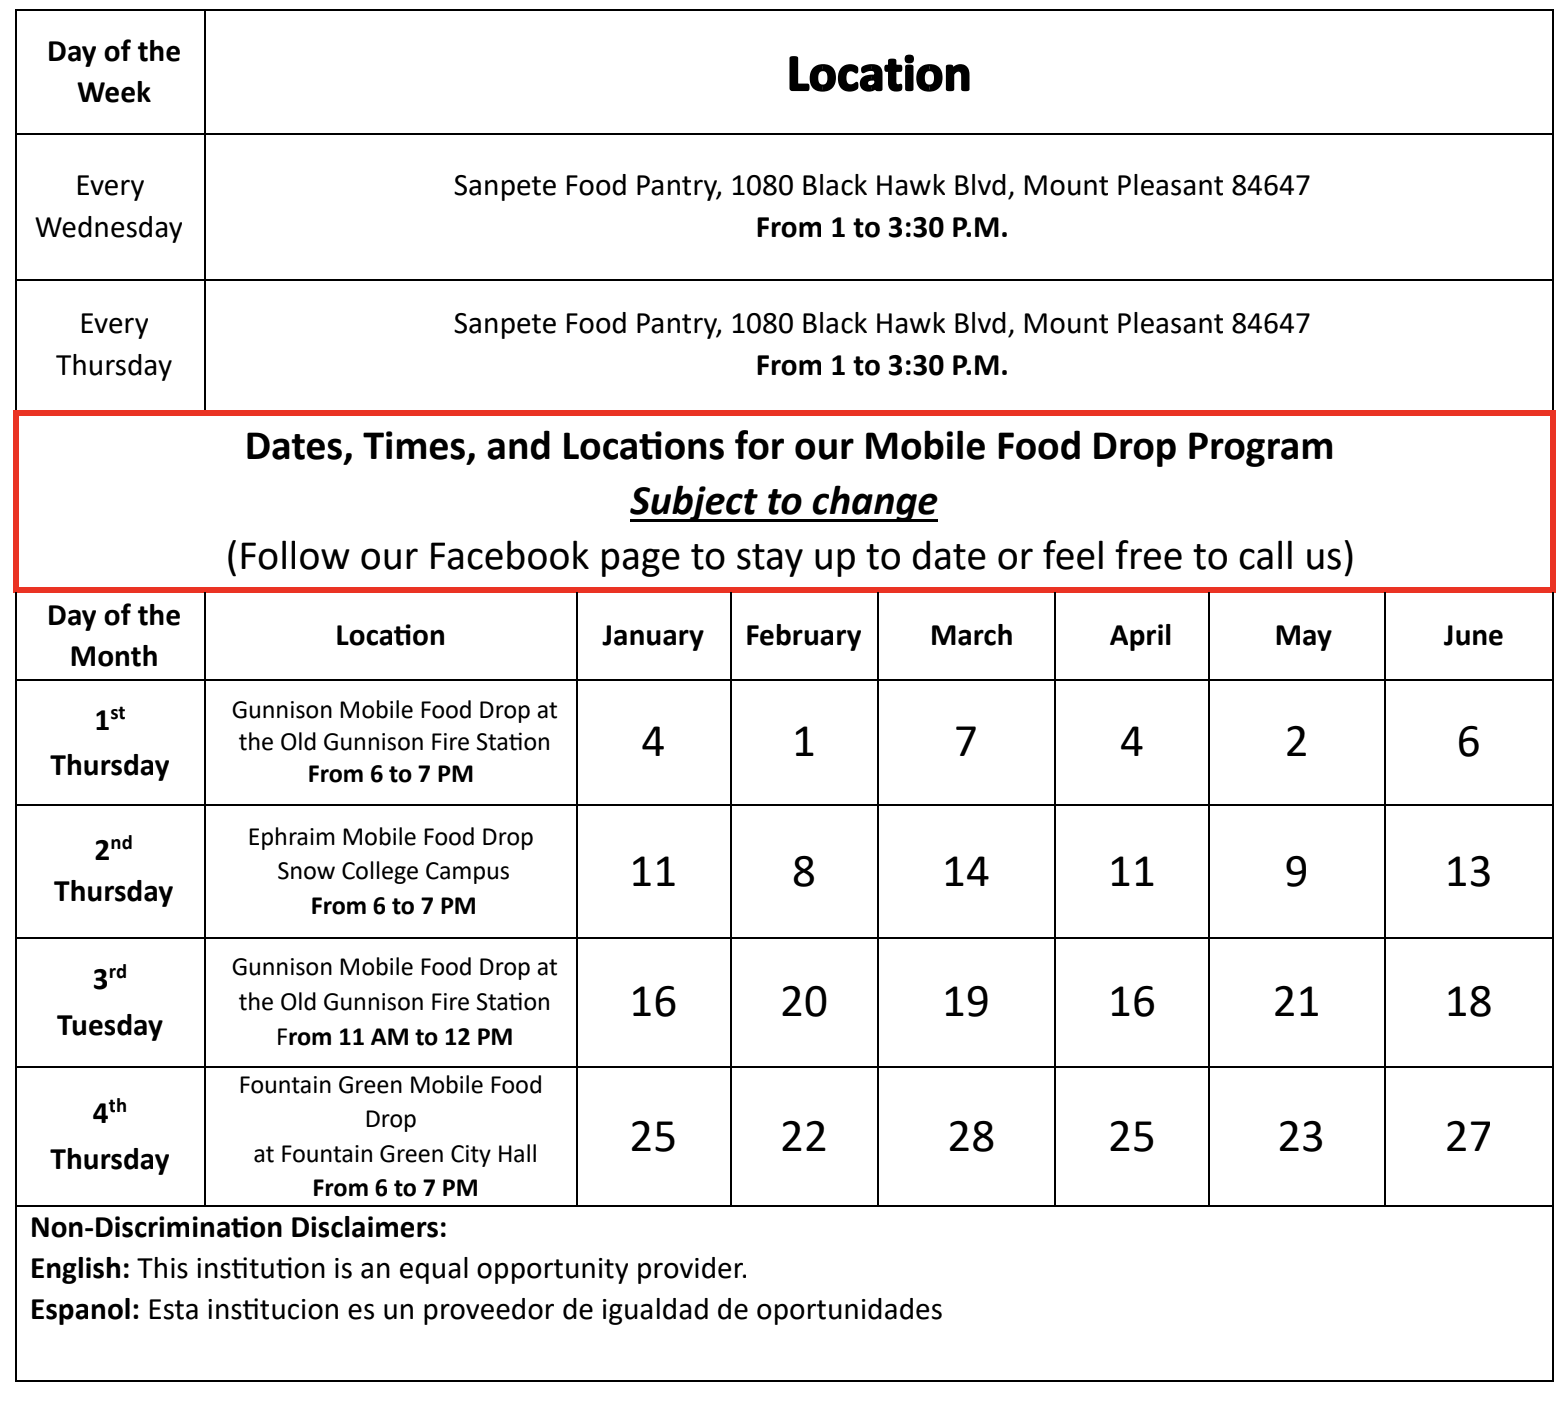 Day of the
Week
Location
Every
Wednesday
Sanpete Food Pantry, 1080 Black Hawk Blvd, Mount Pleasant 84647
From 1 to 3:30 P.M.
Every
Thursday
Sanpete Food Pantry, 1080 Black Hawk Blvd, Mount Pleasant 84647
From 1 to 3:30 P.M.
Dates, Times, and Locations for our Mobile Food Drop Program
Subject to change
(Follow our Facebook page to stay up to date or feel free to call us)
Day of the
Month
Location
January
February
March
April
May
June
1st
Thursday
Gunnison Mobile Food Drop at
the Old Gunnison Fire Station
From 6 to 7 PM
4
1
7
4
2
6
2nd
Thursday
Ephraim Mobile Food Drop
Snow College Campus
From 6 to 7 PM
11
8
14
11
9
13
3rd
Tuesday
Gunnison Mobile Food Drop at
the Old Gunnison Fire Station
From 11 AM to 12 PM
16
20
19
16
21
18
4th
Thursday
Fountain Green Mobile Food
Drop
at Fountain Green City Hall
From 6 to 7 PM
25
22
28
25
23
27
Non-Discrimination Disclaimers:
English: This institution is an equal opportunity provider.
Espanol: Esta institucion es un proveedor de igualdad de oportunidades